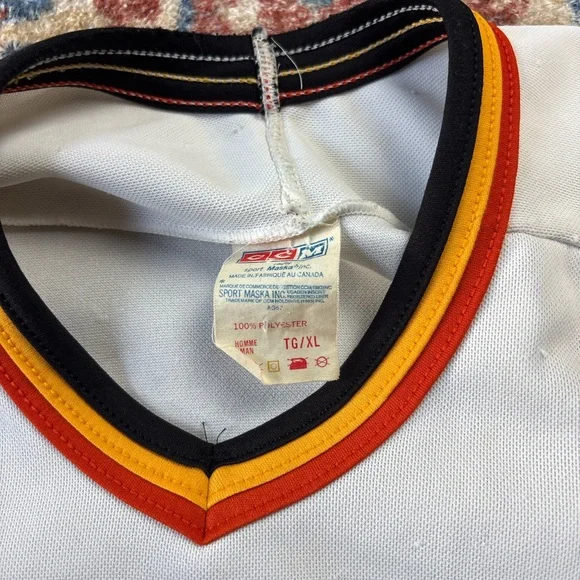 CCM®
sport Maska inc.
MADE IN/FABRIQUÉ AU CANADA
SPORT MASKA INC.
100% POLYESTER
HOMME TG/XL
MAN